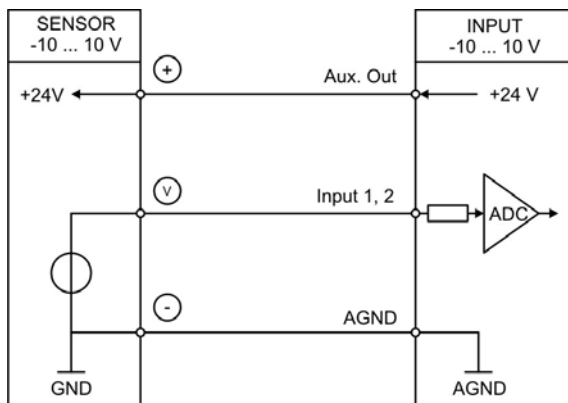 SENSOR
-10 ... 10 V
INPUT
-10 ... 10 V
+
Aux. Out
+24V
+24 V
V
Input 1, 2
ADC
-
AGND
GND
AGND